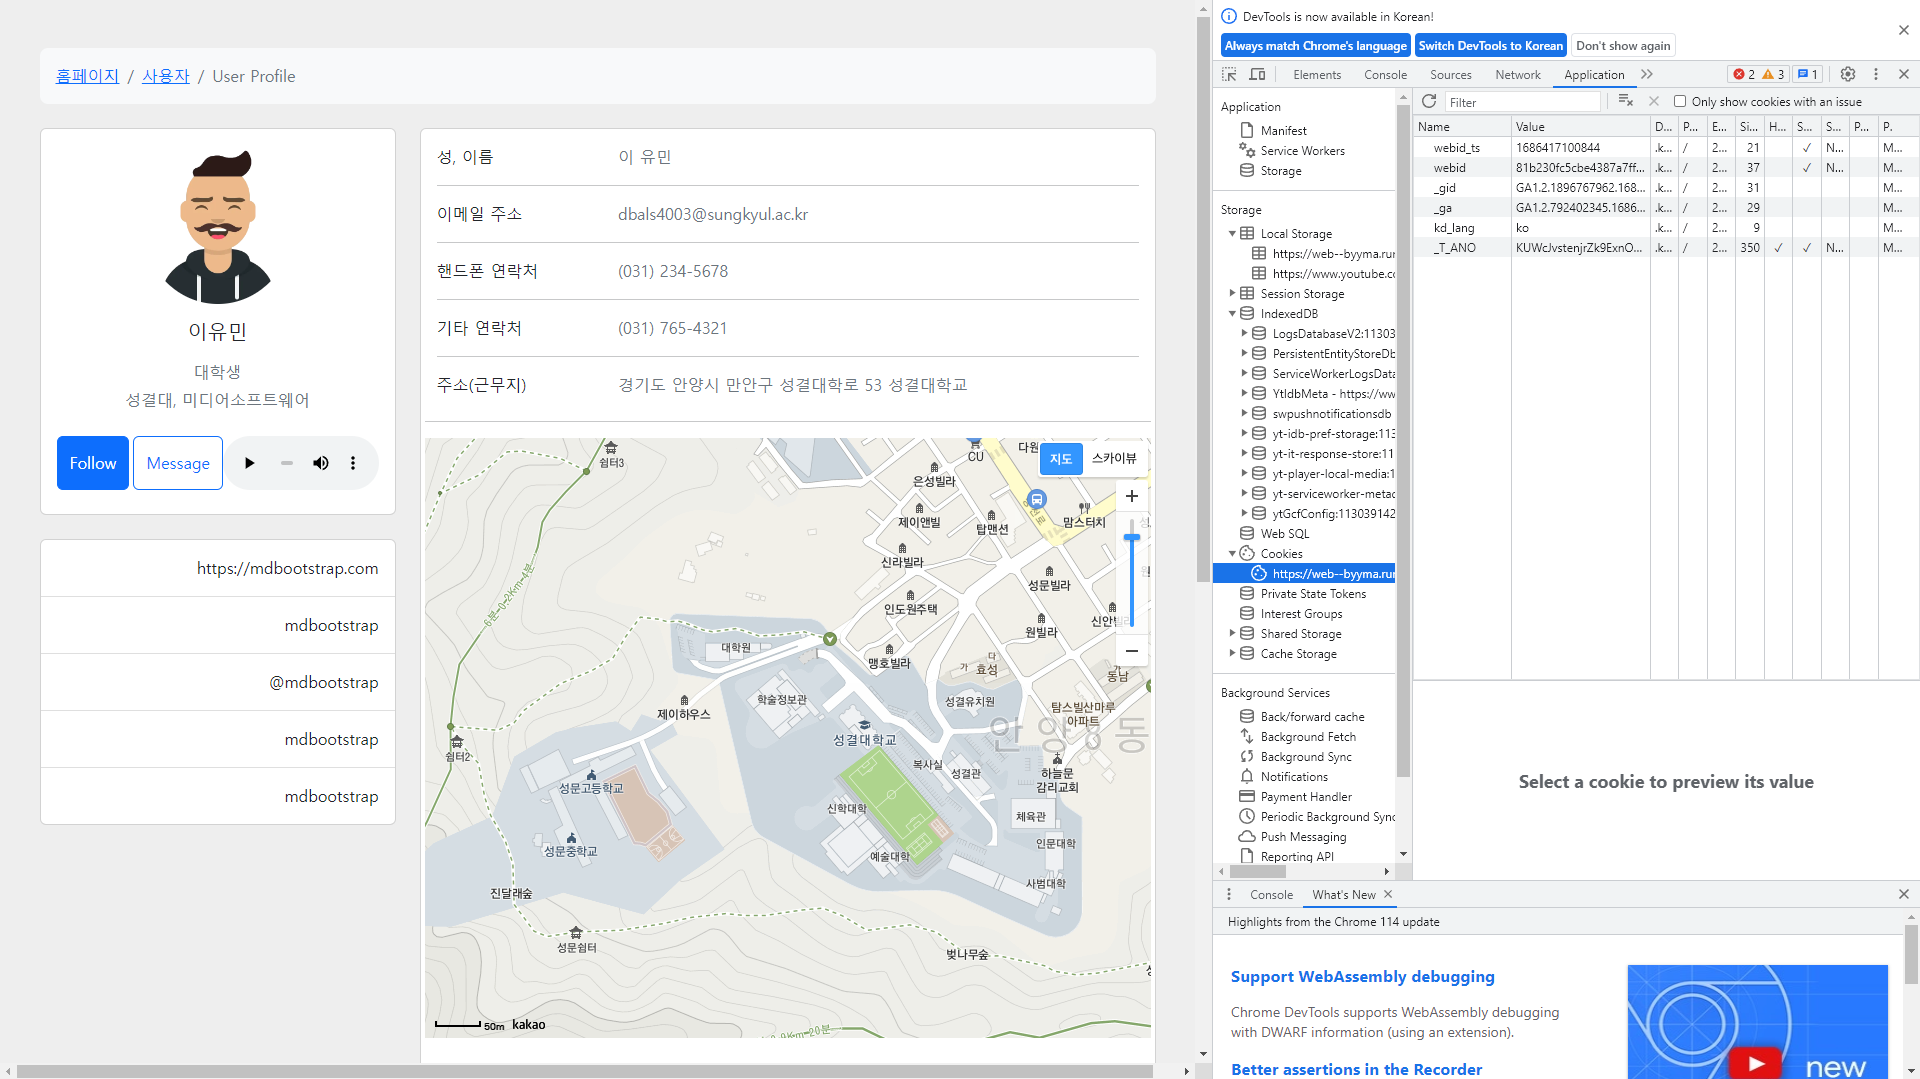 홈페이지 / 사용자 / User Profile
이유민
대학생
성결대, 미디어소프트웨어
Follow
Message
https://mdbootstrap.com
mdbootstrap
@mdbootstrap
mdbootstrap
mdbootstrap
성, 이름 이 유민
이메일 주소 dbals4003@sungkyul.ac.kr
핸드폰 연락처 (031) 234-5678
기타 연락처 (031) 765-4321
주소(근무지) 경기도 안양시 만안구 성결대학로 53 성결대학교
쉼터3
CU
다원
지도
스카이뷰
은성빌라
제이앤빌
탑맨션
맘스터치
신라빌라
성문빌라
인도원주택
원빌라
신안빌라
6분·0.2Km·4분
대학원
맹호빌라
가
다
효성
가
동남
제이하우스
학술정보관
성결유치원
탐스빌산마루
아파트
안양8동
성결대학교
쉼터2
복사실
성결관
하늘문
감리교회
성문고등학교
신학대학
체육관
성문중학교
예술대학
인문대학
사범대학
진달래숲
성문쉼터
벚나무숲
50m kakao
DevTools is now available in Korean!
Always match Chrome's language
Switch DevTools to Korean
Don't show again
Elements
Console
Sources
Network
Application
2
3
1
Application
Manifest
Service Workers
Storage
Storage
Local Storage
https://web--byyma.rur
https://www.youtube.co
Session Storage
IndexedDB
LogsDatabaseV2:11303
PersistentEntityStoreDb
ServiceWorkerLogsData
YtIdbMeta - https://ww
swpushnotificationsdb
yt-idb-pref-storage:113
yt-it-response-store:11
yt-player-local-media:1
yt-serviceworker-metac
ytGcfConfig:113039142
Web SQL
Cookies
https://web--byyma.rur
Private State Tokens
Interest Groups
Shared Storage
Cache Storage
Background Services
Back/forward cache
Background Fetch
Background Sync
Notifications
Payment Handler
Periodic Background Sync
Push Messaging
Reporting API
Filter
Only show cookies with an issue
Name Value D... P... E... Si... H... S... S... P... P.
webid_ts 1686417100844 .k... / 2... 21 ✓ N... M...
webid 81b230fc5cbe4387a7ff... .k... / 2... 37 ✓ N... M...
_gid GA1.2.1896767962.168... .k... / 2... 31 M...
_ga GA1.2.792402345.1686... .k... / 2... 29 M...
kd_lang ko .k... / 2... 9 M...
_T_ANO KUWcJvstenjrZk9ExnO... .k... / 2... 350 ✓ ✓ N... M...
Select a cookie to preview its value
Console
What's New
Highlights from the Chrome 114 update
Support WebAssembly debugging
Chrome DevTools supports WebAssembly debugging
with DWARF information (using an extension).
Better assertions in the Recorder
new